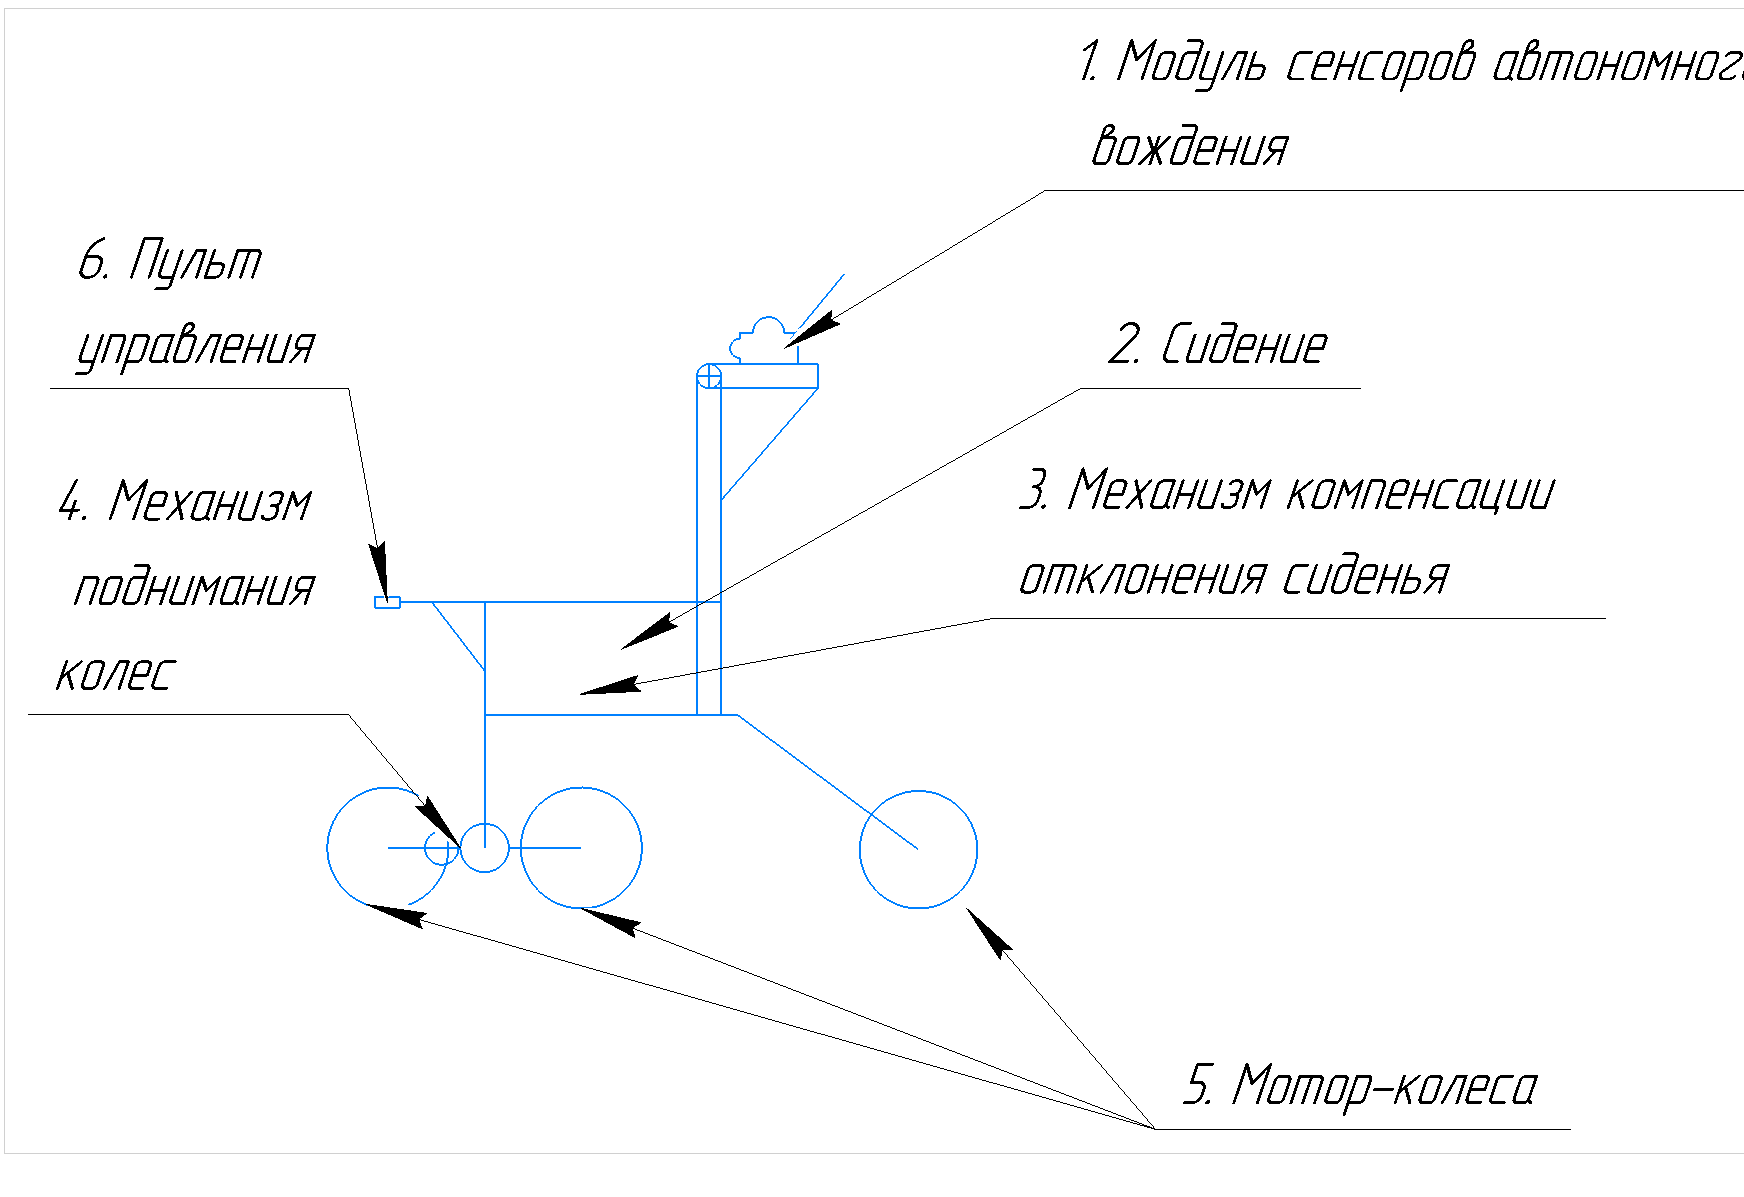 1. Модуль сенсоров автономног
вождения
6. Пульт
управления
2. Сидение
4. Механизм
поднимания
колес
3. Механизм компенсации
отклонения сиденья
5. Мотор-колеса